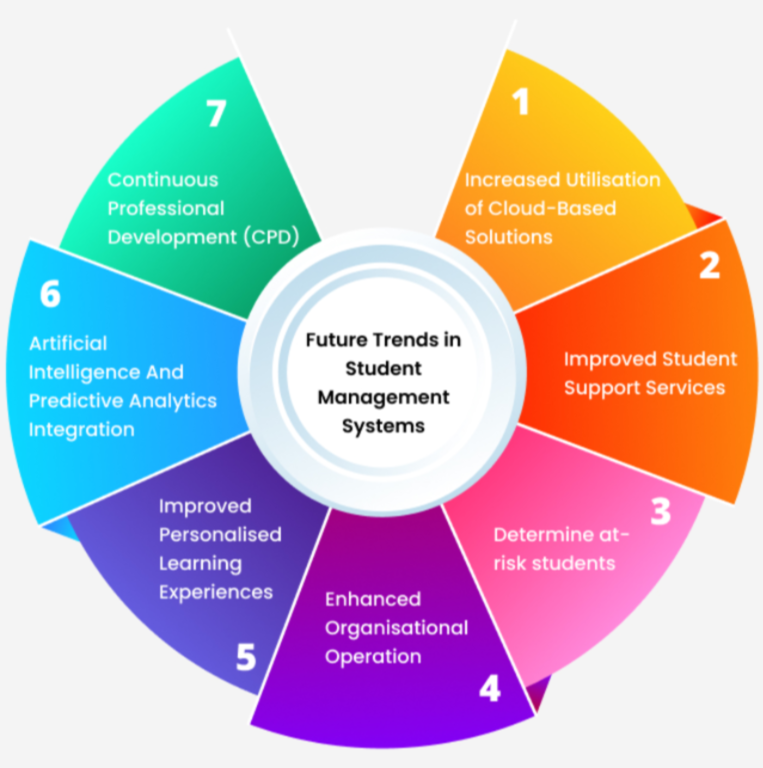 Future Trends in
Student
Management
Systems
1
Increased Utilisation
of Cloud-Based
Solutions
2
Improved Student
Support Services
3
Determine at-
risk students
4
Enhanced
Organisational
Operation
5
Improved
Personalised
Learning
Experiences
6
Artificial
Intelligence And
Predictive Analytics
Integration
7
Continuous
Professional
Development (CPD)